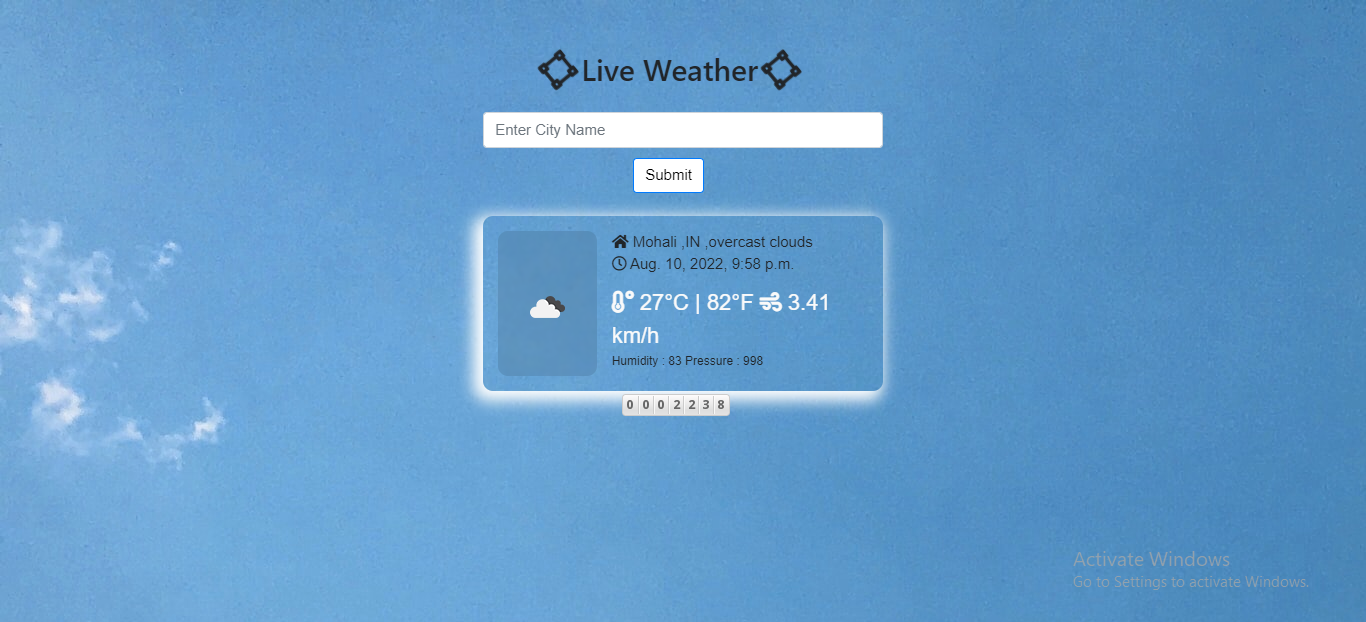 Live Weather
Enter City Name
Submit
Mohali ,IN ,overcast clouds
Aug. 10, 2022, 9:58 p.m.
27°C | 82°F 3.41
km/h
Humidity : 83 Pressure : 998
0002238
Activate Windows
Go to Settings to activate Windows.